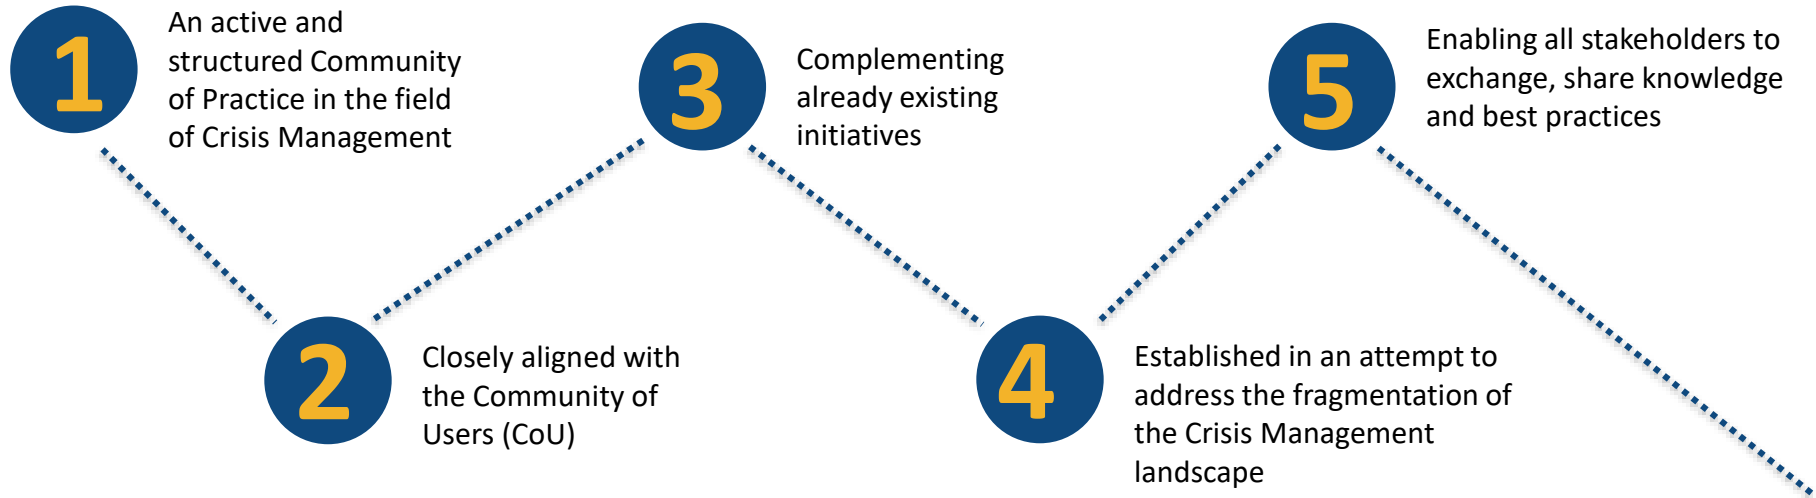 1
An active and
structured Community
of Practice in the field
of Crisis Management
2
Closely aligned with
the Community of
Users (CoU)
3
Complementing
already existing
initiatives
4
Established in an attempt to
address the fragmentation of
the Crisis Management
landscape
5
Enabling all stakeholders to
exchange, share knowledge
and best practices